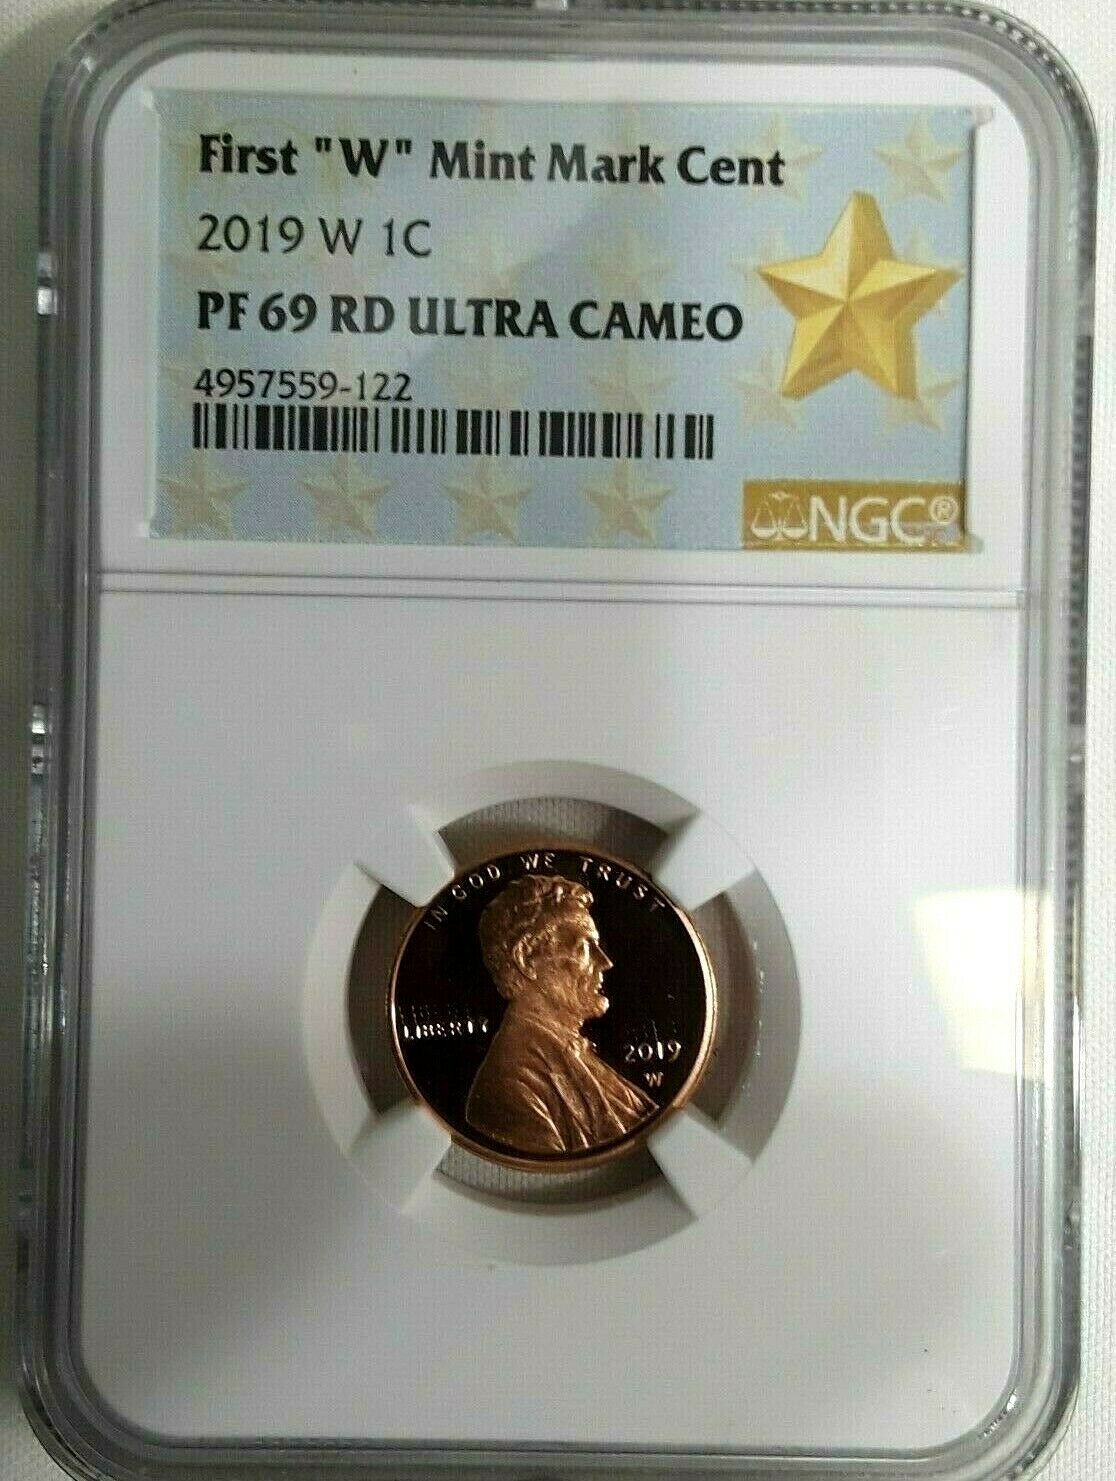 First "W" Mint Mark Cent
2019 W 1C
PF 69 RD ULTRA CAMEO
4957559-122
NGC®
IN GOD WE TRUST
LIBERTY
2019
W